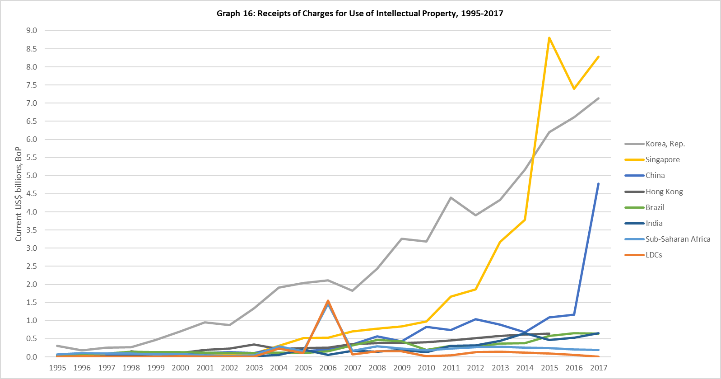 Graph 16: Receipts of Charges for Use of Intellectual Property, 1995-2017
Current US$ billions, BoP
9.0
8.5
8.0
7.5
7.0
6.5
6.0
5.5
5.0
4.5
4.0
3.5
3.0
2.5
2.0
1.5
1.0
0.5
0.0
1995 1996 1997 1998 1999 2000 2001 2002 2003 2004 2005 2006 2007 2008 2009 2010 2011 2012 2013 2014 2015 2016 2017
Korea, Rep.
Singapore
China
Hong Kong
Brazil
India
Sub-Saharan Africa
LDCs